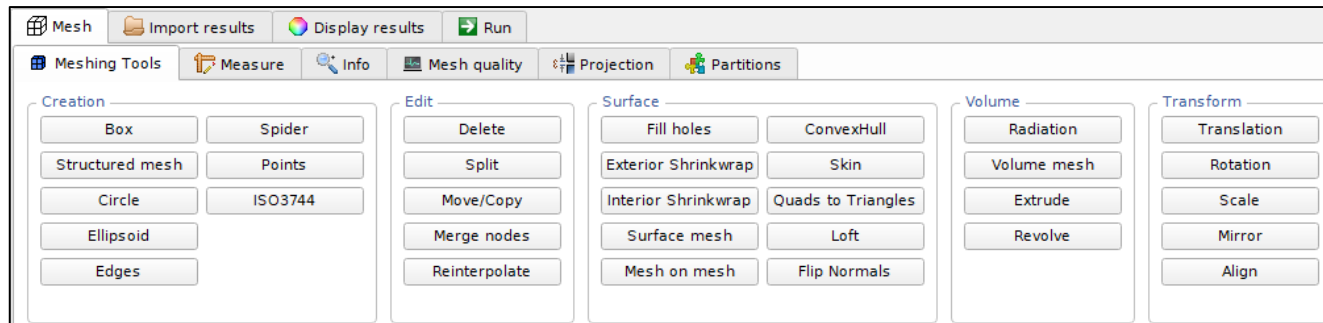 Mesh Import results Display results Run
Meshing Tools Measure Info Mesh quality Projection Partitions
Creation Edit Surface Volume Transform
Box Spider Delete Fill holes ConvexHull Radiation Translation
Structured mesh Points Split Exterior Shrinkwrap Skin Volume mesh Rotation
Circle ISO3744 Move/Copy Interior Shrinkwrap Quads to Triangles Extrude Scale
Ellipsoid Merge nodes Surface mesh Loft Revolve Mirror
Edges Reinterpolate Mesh on mesh Flip Normals Align